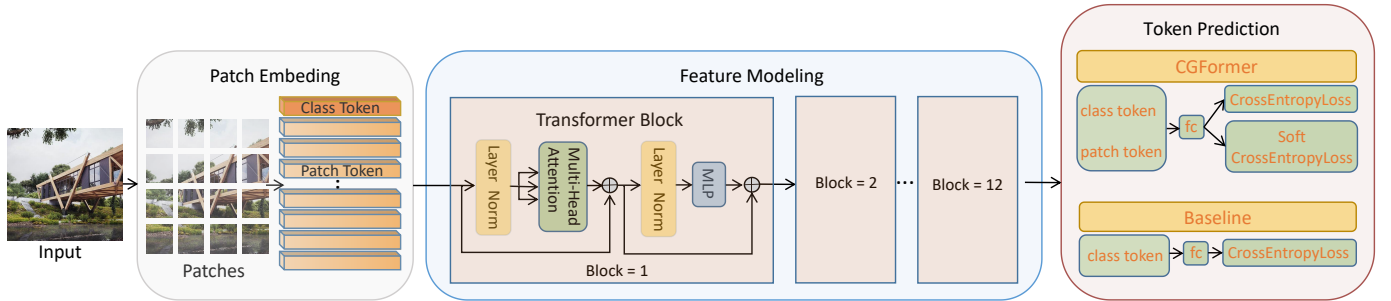 Input
Patch Embeding
Class Token
Patch Token
⋮
Patches
Feature Modeling
Transformer Block
Layer Norm
Multi-Head
Attention
Layer Norm
MLP
Block = 1
Block = 2
...
Block = 12
Token Prediction
CGFormer
class token
patch token
fc
CrossEntropyLoss
Soft
CrossEntropyLoss
Baseline
class token
fc
CrossEntropyLoss